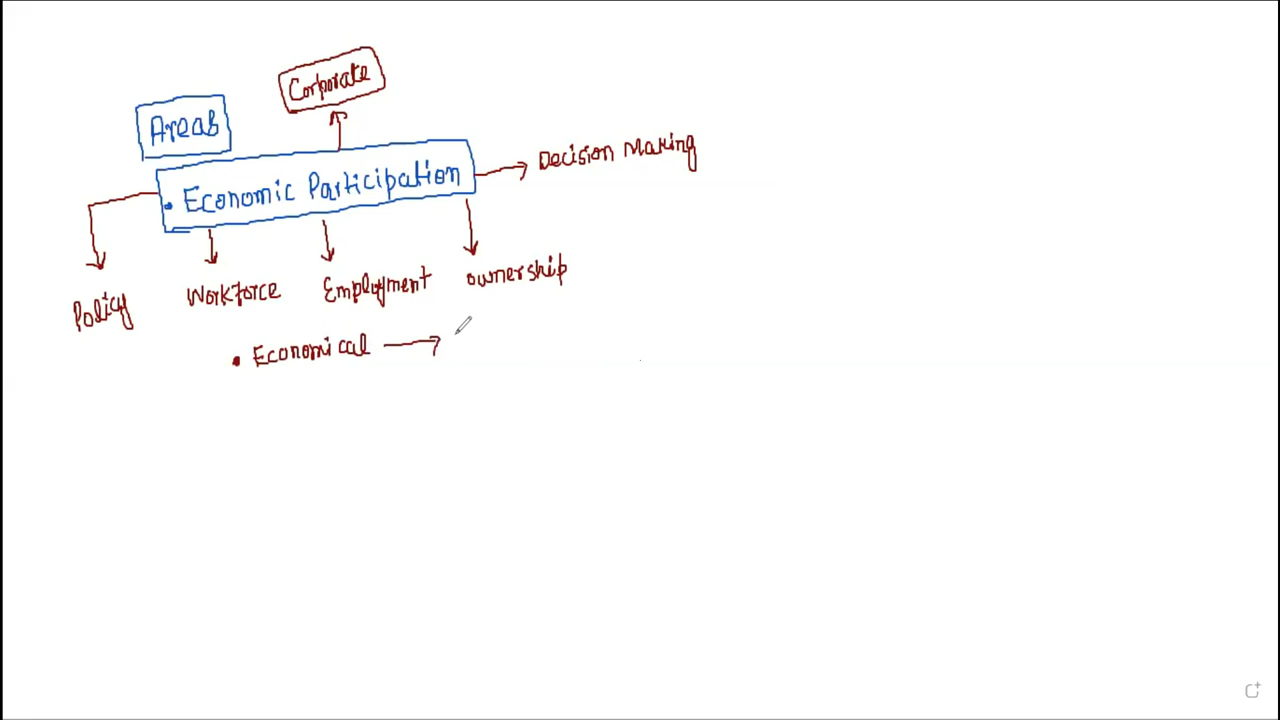 Corporate
Areas
Decision Making
• Economic Participation
Policy
Workforce
Employment
ownership
• Economical →